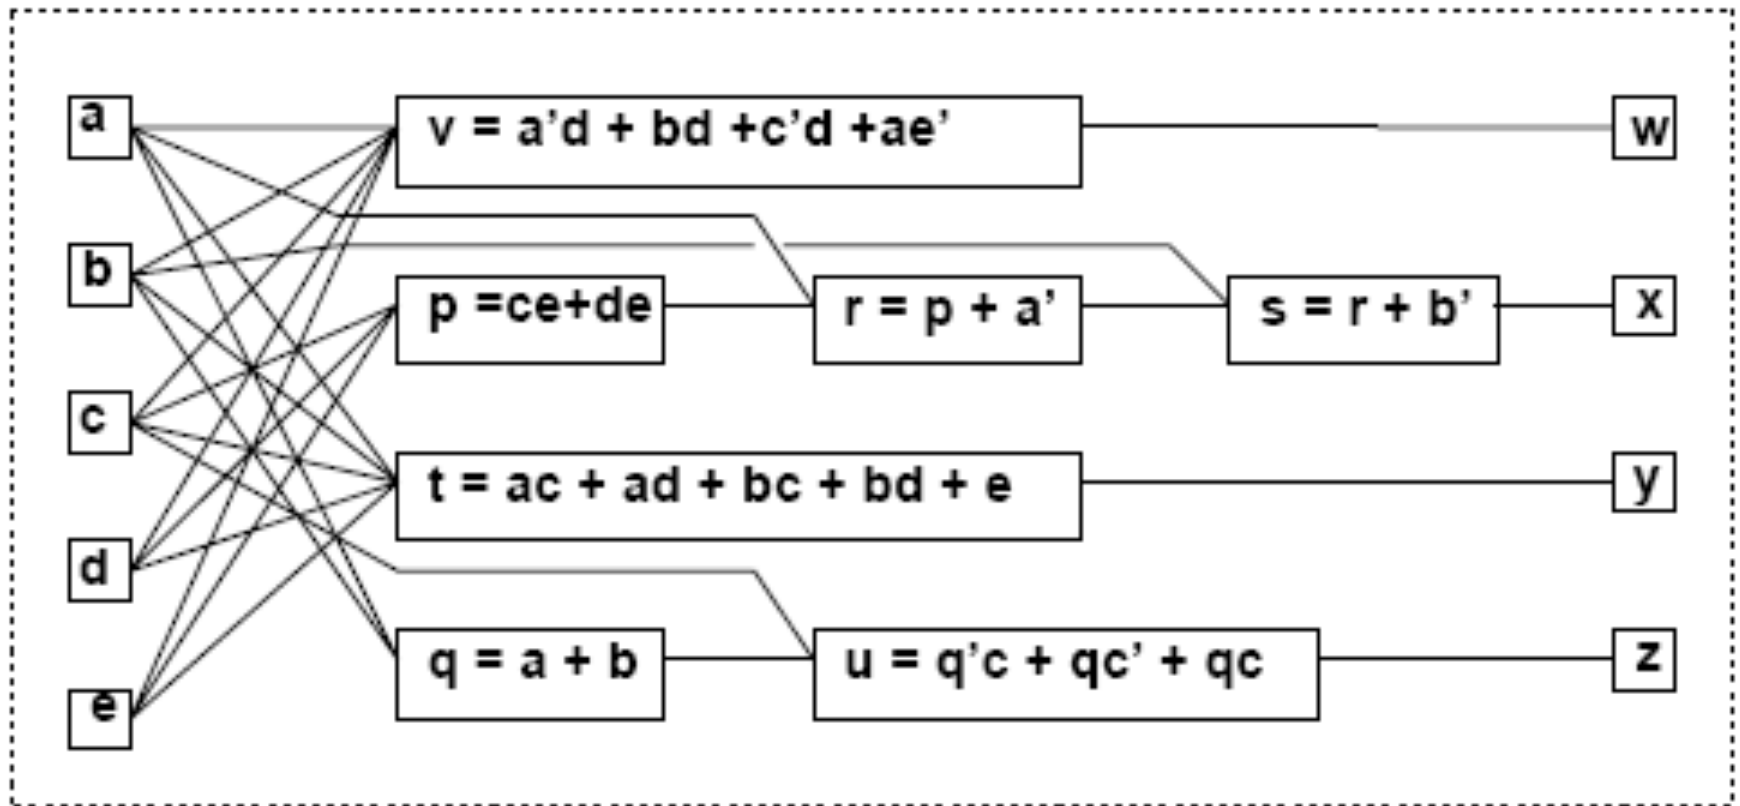 a
v = a’d + bd +c’d +ae’
w
b
p =ce+de
r = p + a’
s = r + b’
x
c
t = ac + ad + bc + bd + e
y
d
q = a + b
u = q’c + qc’ + qc
z
e